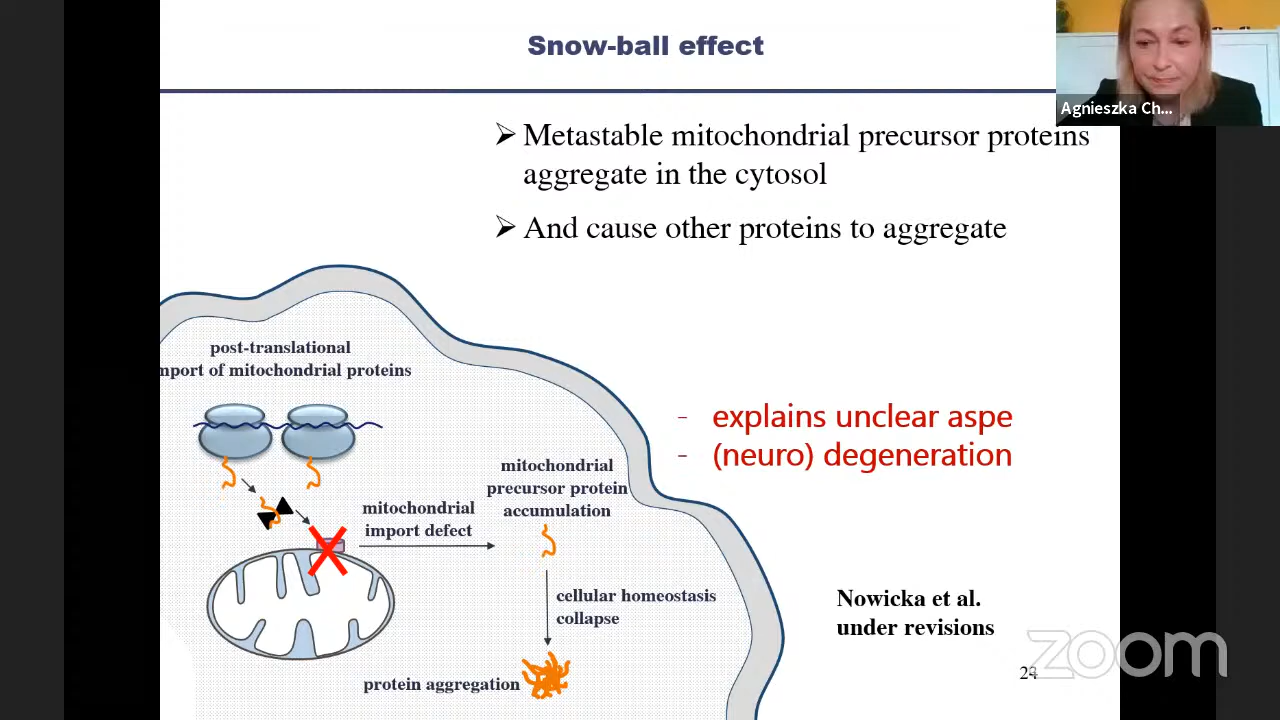 Snow-ball effect
Agnieszka Ch...
➢ Metastable mitochondrial precursor proteins
aggregate in the cytosol
➢ And cause other proteins to aggregate
post-translational
mport of mitochondrial proteins
- explains unclear aspe
- (neuro) degeneration
mitochondrial
precursor protein
accumulation
mitochondrial
import defect
cellular homeostasis
collapse
Nowicka et al.
under revisions
protein aggregation
zoom